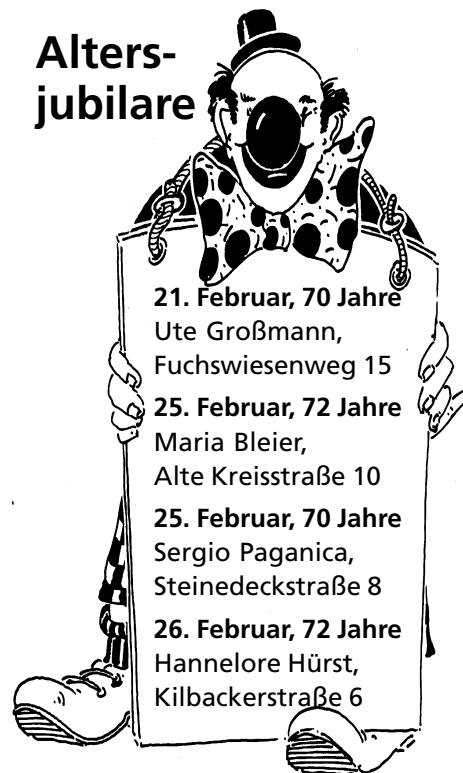 Alters-
jubilare
21. Februar, 70 Jahre
Ute Großmann,
Fuchswiesenweg 15
25. Februar, 72 Jahre
Maria Bleier,
Alte Kreisstraße 10
25. Februar, 70 Jahre
Sergio Paganica,
Steinedeckstraße 8
26. Februar, 72 Jahre
Hannelore Hürst,
Kilbackerstraße 6